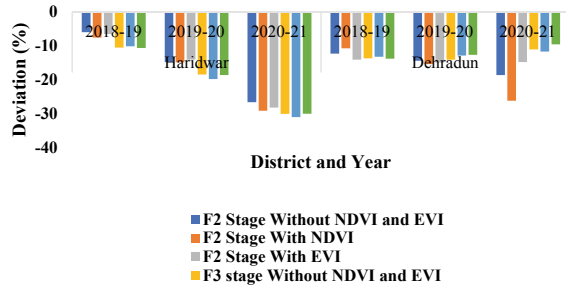 Deviation (%)
0
-10
-20
-30
-40
2018-19
2019-20
2020-21
2018-19
2019-20
2020-21
Haridwar
Dehradun
District and Year
F2 Stage Without NDVI and EVI
F2 Stage With NDVI
F2 Stage With EVI
F3 stage Without NDVI and EVI